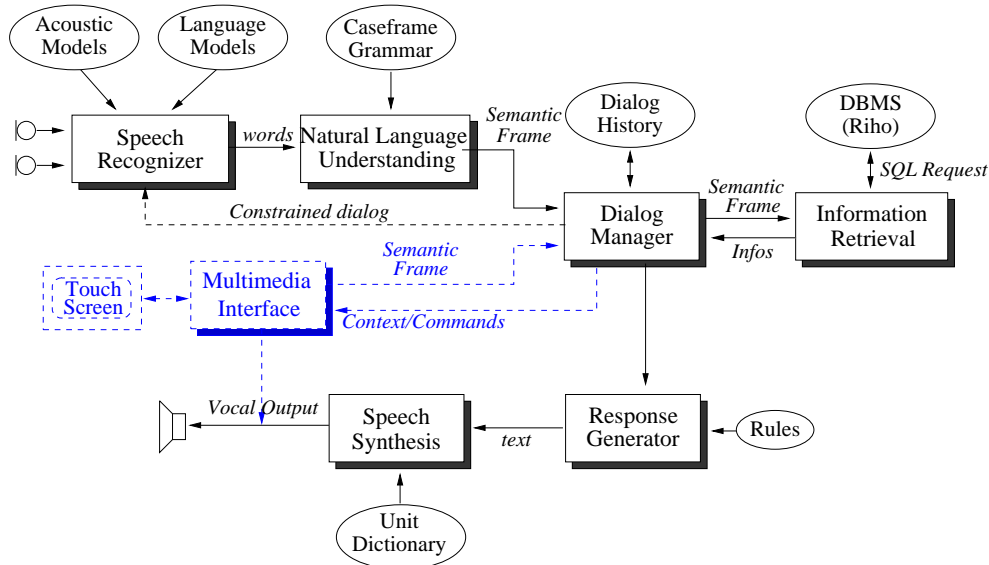 Acoustic
Models
Language
Models
Caseframe
Grammar
Speech
Recognizer
words
Natural Language
Understanding
Semantic
Frame
Dialog
History
DBMS
(Riho)
SQL Request
Constrained dialog
Dialog
Manager
Semantic
Frame
Infos
Information
Retrieval
Touch
Screen
Multimedia
Interface
Semantic
Frame
Context/Commands
Vocal Output
Speech
Synthesis
text
Response
Generator
Rules
Unit
Dictionary